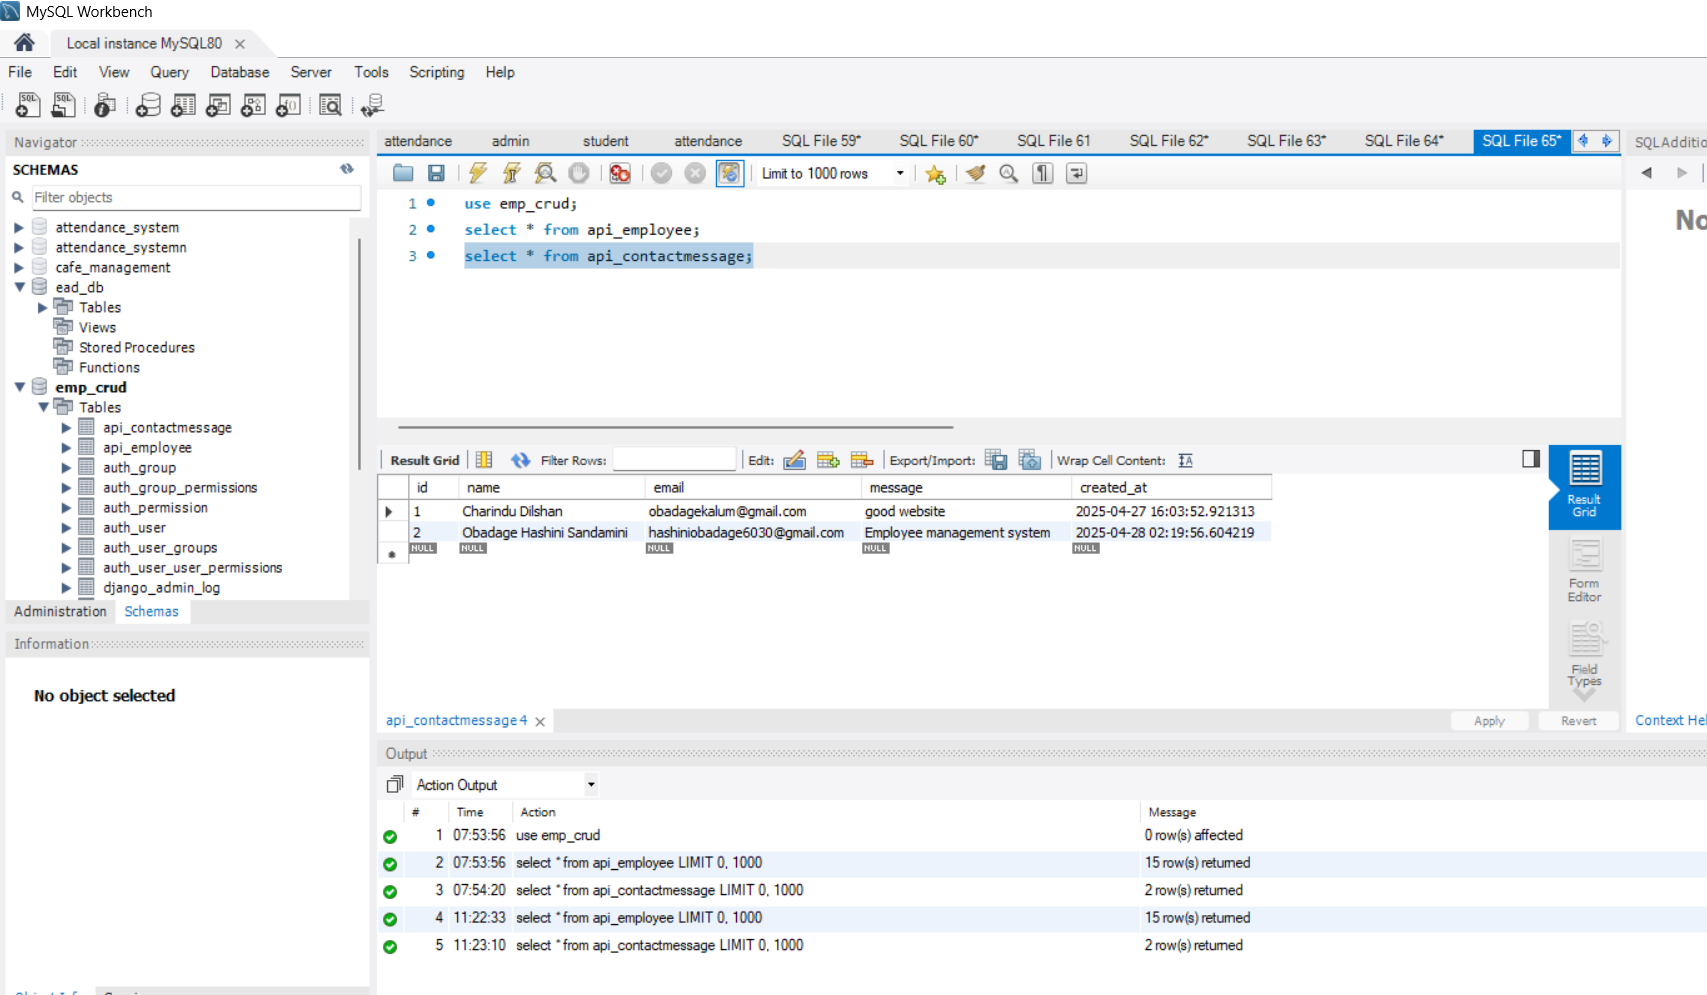 MySQL Workbench
Local instance MySQL80
File Edit View Query Database Server Tools Scripting Help
Navigator
SCHEMAS
Filter objects
attendance_system
attendance_systemn
cafe_management
ead_db
Tables
Views
Stored Procedures
Functions
emp_crud
Tables
api_contactmessage
api_employee
auth_group
auth_group_permissions
auth_permission
auth_user
auth_user_groups
auth_user_user_permissions
django_admin_log
Administration Schemas
Information
No object selected
attendance admin student attendance SQL File 59* SQL File 60* SQL File 61 SQL File 62* SQL File 63* SQL File 64* SQL File 65*
Limit to 1000 rows
1 use emp_crud;
2 select * from api_employee;
3 select * from api_contactmessage;
Result Grid Filter Rows: Edit: Export/Import: Wrap Cell Content:
id name email message created_at
1 Charindu Dilshan obadagekalum@gmail.com good website 2025-04-27 16:03:52.921313
2 Obadage Hashini Sandamini hashiniobadage6030@gmail.com Employee management system 2025-04-28 02:19:56.604219
NULL NULL NULL NULL NULL
Result
Grid
Form
Editor
Field
Types
api_contactmessage 4
Apply Revert
Output
Action Output
# Time Action Message
1 07:53:56 use emp_crud 0 row(s) affected
2 07:53:56 select * from api_employee LIMIT 0, 1000 15 row(s) returned
3 07:54:20 select * from api_contactmessage LIMIT 0, 1000 2 row(s) returned
4 11:22:33 select * from api_employee LIMIT 0, 1000 15 row(s) returned
5 11:23:10 select * from api_contactmessage LIMIT 0, 1000 2 row(s) returned
SQLAdditio
No
Context Hel